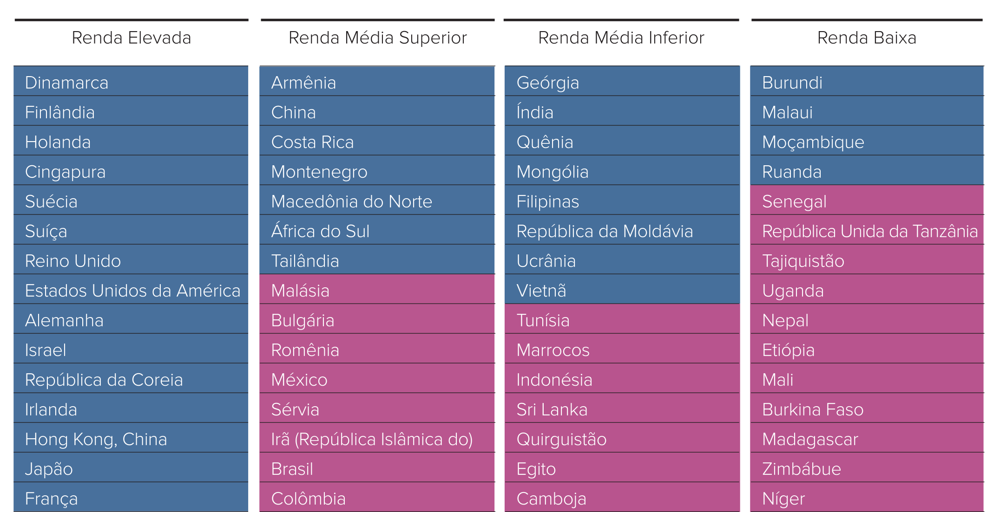 Renda Elevada
Dinamarca
Finlândia
Holanda
Cingapura
Suécia
Suíça
Reino Unido
Estados Unidos da América
Alemanha
Israel
República da Coreia
Irlanda
Hong Kong, China
Japão
França
Renda Média Superior
Armênia
China
Costa Rica
Montenegro
Macedônia do Norte
África do Sul
Tailândia
Malásia
Bulgária
Romênia
México
Sérvia
Irã (República Islâmica do)
Brasil
Colômbia
Renda Média Inferior
Geórgia
Índia
Quênia
Mongólia
Filipinas
República da Moldávia
Ucrânia
Vietnã
Tunísia
Marrocos
Indonésia
Sri Lanka
Quirguistão
Egito
Camboja
Renda Baixa
Burundi
Malaui
Moçambique
Ruanda
Senegal
República Unida da Tanzânia
Tajiquistão
Uganda
Nepal
Etiópia
Mali
Burkina Faso
Madagascar
Zimbábue
Níger